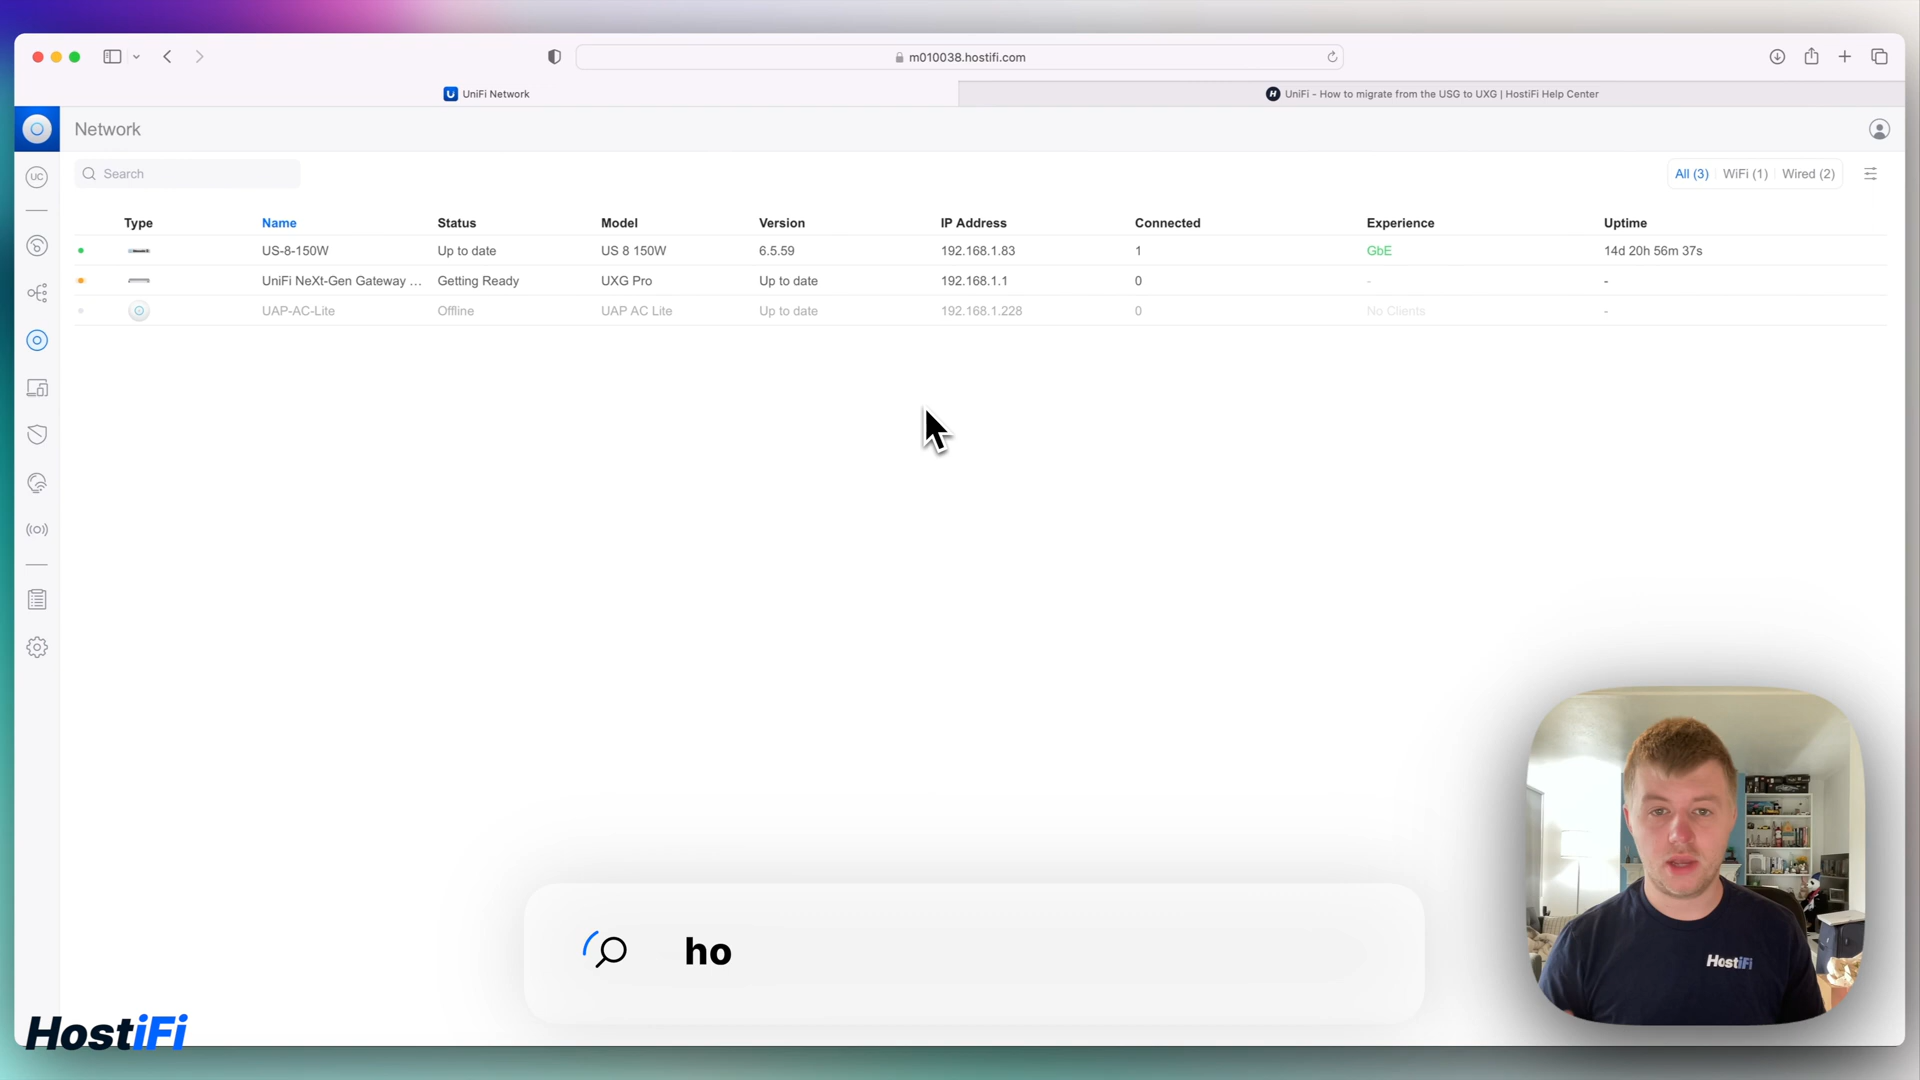 m010038.hostifi.com
UniFi Network
UniFi - How to migrate from the USG to UXG | HostiFi Help Center
Network
UC
Search
All (3) WiFi (1) Wired (2)
Type Name Status Model Version IP Address Connected Experience Uptime
US-8-150W Up to date US 8 150W 6.5.59 192.168.1.83 1 GbE 14d 20h 56m 37s
UniFi NeXt-Gen Gateway ... Getting Ready UXG Pro Up to date 192.168.1.1 0 - -
UAP-AC-Lite Offline UAP AC Lite Up to date 192.168.1.228 0 No Clients -
ho
HostiFi
HostiFi